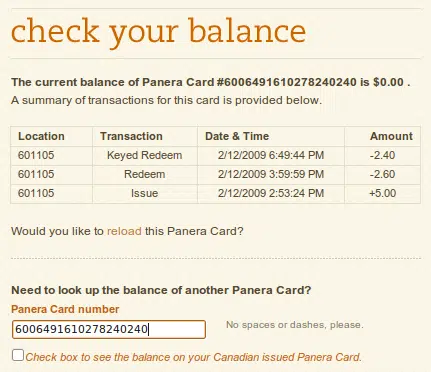 check your balance
The current balance of Panera Card #6006491610278240240 is $0.00 .
A summary of transactions for this card is provided below.
Location Transaction Date & Time Amount
601105 Keyed Redeem 2/12/2009 6:49:44 PM -2.40
601105 Redeem 2/12/2009 3:59:59 PM -2.60
601105 Issue 2/12/2009 2:53:24 PM +5.00
Would you like to reload this Panera Card?
Need to look up the balance of another Panera Card?
Panera Card number
6006491610278240240 No spaces or dashes, please.
Check box to see the balance on your Canadian issued Panera Card.